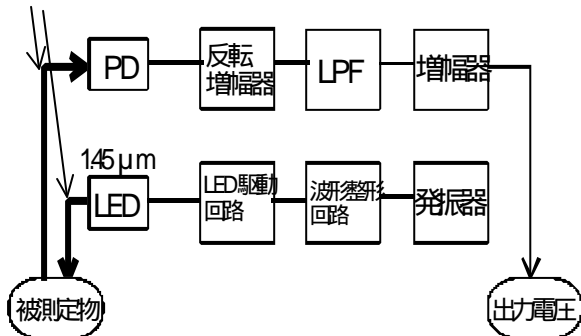 PD
反転
増幅器
LPF
増幅器
1.45μm
LED
LED駆動
回路
波形整形
回路
発振器
被測定物
出力電圧